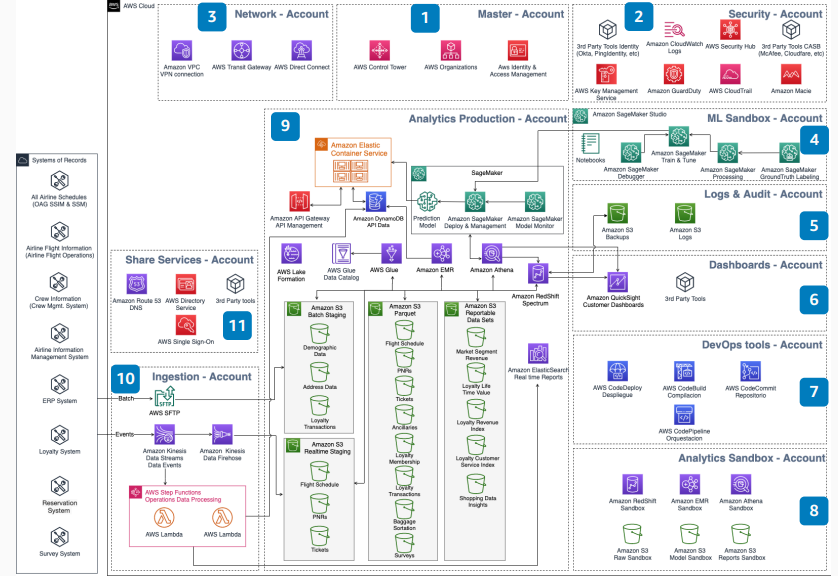 AWS Cloud
3
Network - Account
Amazon VPC
VPN connection
AWS Transit Gateway
AWS Direct Connect
1
Master - Account
AWS Control Tower
AWS Organizations
Aws Identity &
Access Management
2
Security - Account
3rd Party Tools Identity
(Okta, PingIdentity, etc)
Amazon CloudWatch
Logs
AWS Security Hub
3rd Party Tools CASB
(McAfee, Cloudfare, etc)
AWS Key Management
Service
Amazon GuardDuty
AWS CloudTrail
Amazon Macie
9
Analytics Production - Account
Amazon Elastic
Container Service
Amazon API Gateway
API Management
Amazon DynamoDB
API Data
SageMaker
Prediction
Model
Amazon SageMaker
Deploy & Management
Amazon SageMaker
Model Monitor
AWS Lake
Formation
AWS Glue
Data Catalog
AWS Glue
Amazon EMR
Amazon Athena
Amazon RedShift
Spectrum
Amazon S3
Batch Staging
Demographic
Data
Address Data
Loyalty
Transactions
Amazon S3
Realtime Staging
Flight Schedule
PNRs
Tickets
Amazon S3
Parquet
Flight Schedule
PNRs
Tickets
Ancillaries
Loyalty
Membership
Loyalty
Transactions
Baggage
Sortation
Surveys
Amazon S3
Reportable
Data Sets
Market Segment
Revenue
Loyalty Life
Time Value
Loyalty Revenue
Index
Loyalty Customer
Service Index
Shopping Data
Insights
Amazon ElasticSearch
Real time Reports
Amazon SageMaker Studio
ML Sandbox - Account
4
Notebooks
Amazon SageMaker
Debugger
Amazon SageMaker
Train & Tune
Amazon SageMaker
Processing
Amazon SageMaker
GroundTruth Labeling
Logs & Audit - Account
5
Amazon S3
Backups
Amazon S3
Logs
Dashboards - Account
6
Amazon QuickSight
Customer Dashboards
3rd Party Tools
DevOps tools - Account
7
AWS CodeDeploy
Despliegue
AWS CodeBuild
Compilacion
AWS CodeCommit
Repositorio
AWS CodePipeline
Orquestacion
Analytics Sandbox - Account
8
Amazon RedShift
Sandbox
Amazon EMR
Sandbox
Amazon Athena
Sandbox
Amazon S3
Raw Sandbox
Amazon S3
Model Sandbox
Amazon S3
Reports Sandbox
Systems of Records
All Airline Schedules
(OAG SSIM & SSM)
Airline Flight Information
(Airline Flight Operations)
Crew Information
(Crew Mgmt. System)
Airline Information
Management System
ERP System
Loyalty System
Reservation
System
Survey System
Share Services - Account
Amazon Route 53
DNS
AWS Directory
Service
3rd Party tools
AWS Single Sign-On
11
10
Ingestion - Account
Batch
SFTP
AWS SFTP
Events
Amazon Kinesis
Data Streams
Data Events
Amazon Kinesis
Data Firehose
AWS Step Functions
Operations Data Processing
AWS Lambda
AWS Lambda